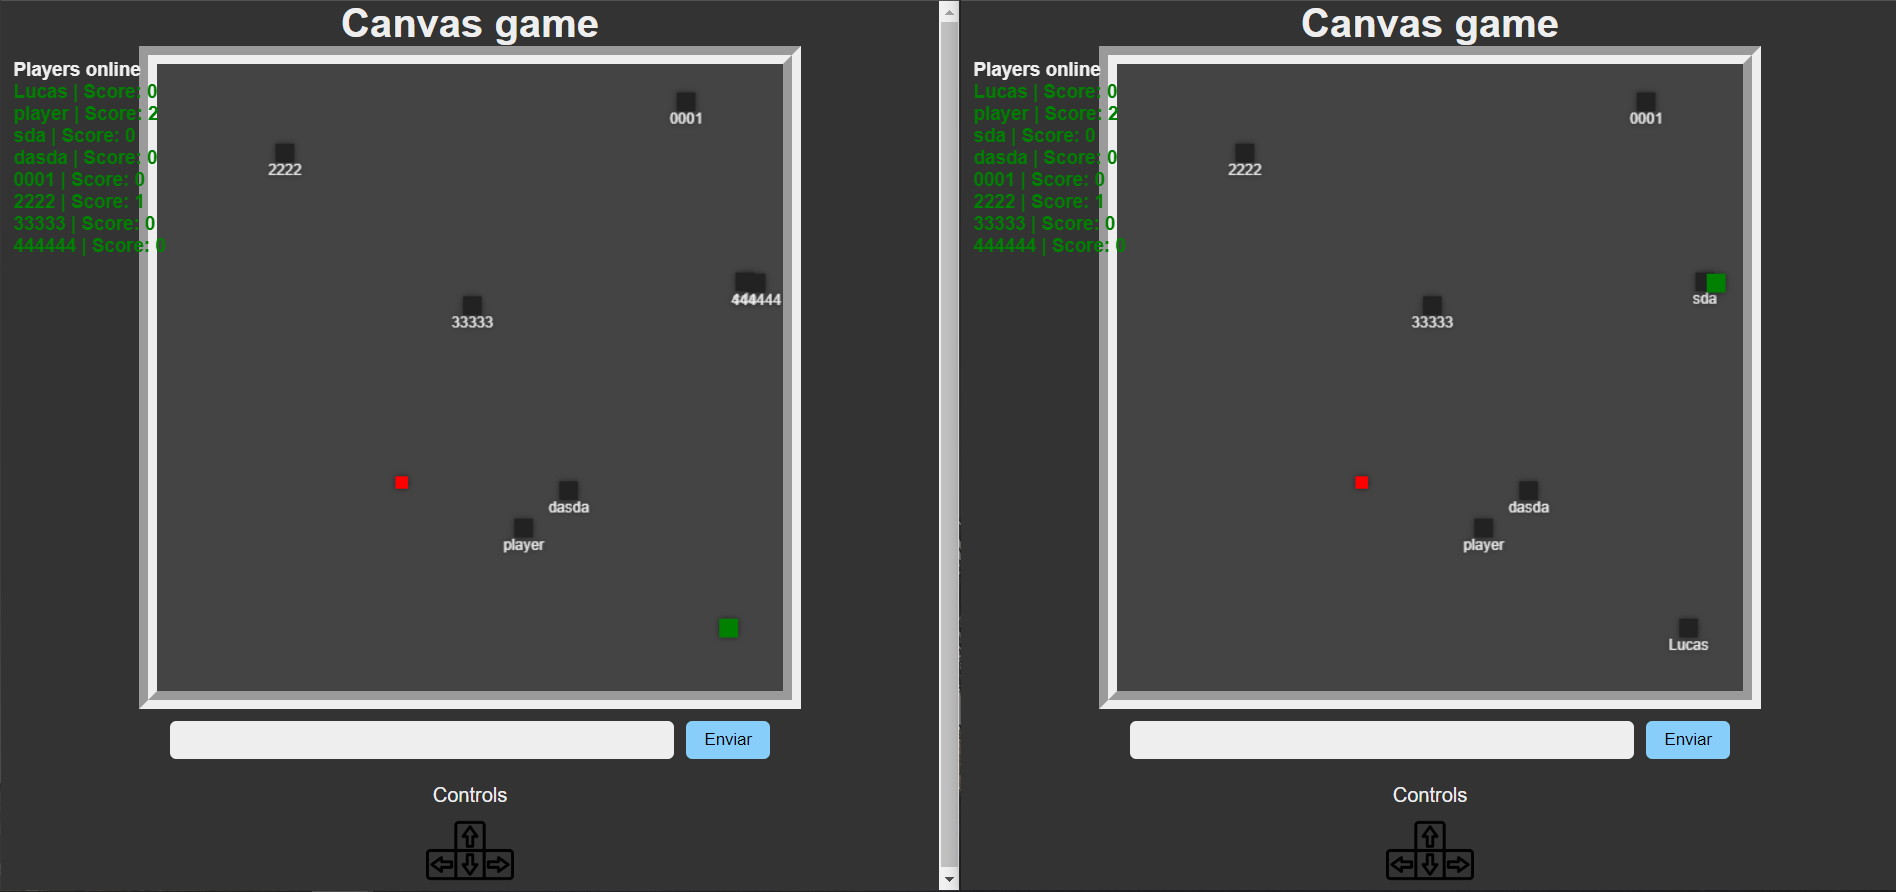 Canvas game
Players online
Lucas | Score: 0
player | Score: 2
sda | Score: 0
dasda | Score: 0
0001 | Score: 0
2222 | Score: 1
33333 | Score: 0
444444 | Score: 0
0001
2222
444444
33333
dasda
player
Enviar
Controls
Canvas game
Players online
Lucas | Score: 0
player | Score: 2
sda | Score: 0
dasda | Score: 0
0001 | Score: 0
2222 | Score: 1
33333 | Score: 0
444444 | Score: 0
0001
2222
sda
33333
dasda
player
Lucas
Enviar
Controls